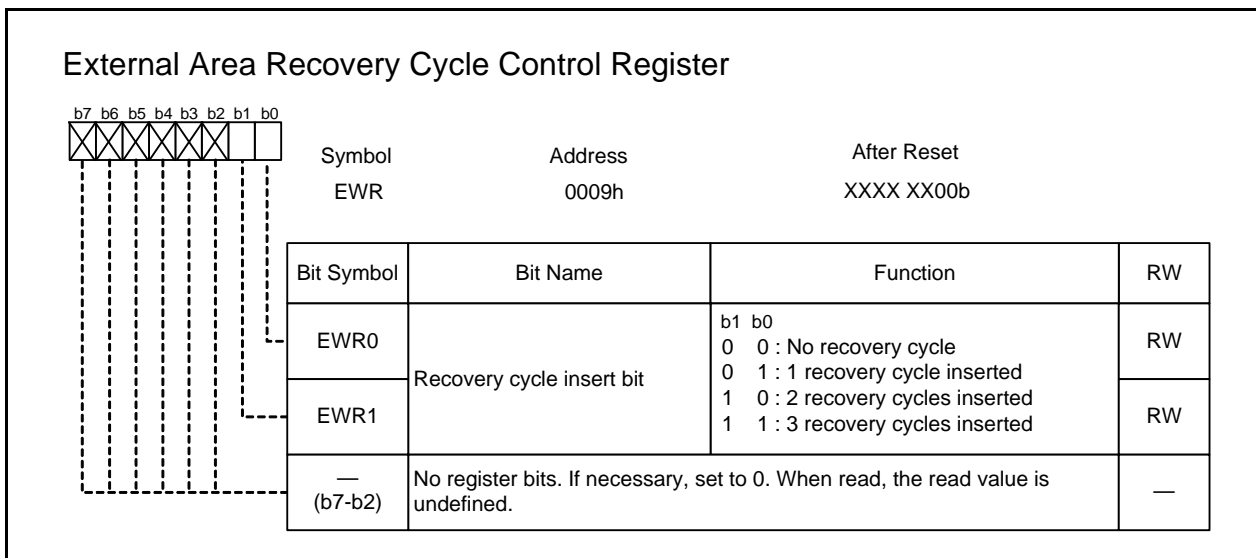 External Area Recovery Cycle Control Register
b7 b6 b5 b4 b3 b2 b1 b0
Symbol Address After Reset
EWR 0009h XXXX XX00b
Bit Symbol Bit Name Function RW
EWR0
Recovery cycle insert bit
b1 b0
0 0 : No recovery cycle
0 1 : 1 recovery cycle inserted
1 0 : 2 recovery cycles inserted
1 1 : 3 recovery cycles inserted
RW
EWR1
RW
—
(b7-b2)
No register bits. If necessary, set to 0. When read, the read value is
undefined.
—